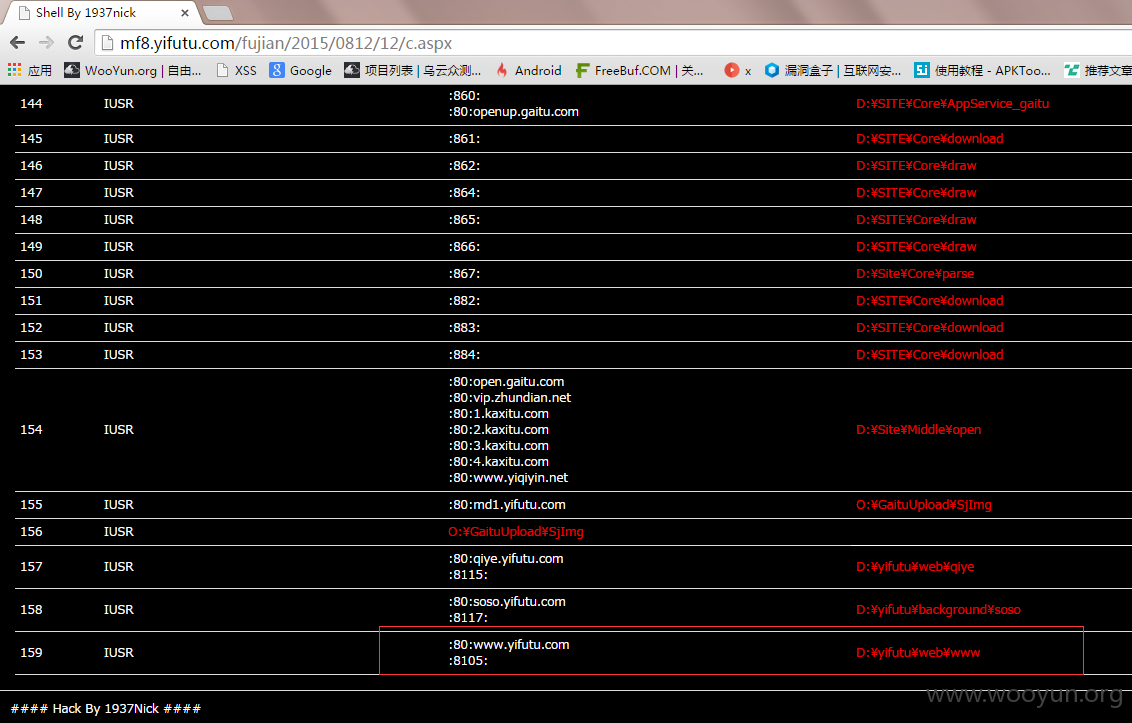 Shell By 1937nick
mf8.yifutu.com/fujian/2015/0812/12/c.aspx
应用 WooYun.org | 自由... XSS Google 项目列表 | 乌云众测... Android FreeBuf.COM | 关... x 漏洞盒子 | 互联网安... 使用教程 - APKToo... 推荐文章
144 IUSR :860: D:¥SITE¥Core¥AppService_gaitu
:80:openup.gaitu.com
145 IUSR :861: D:¥SITE¥Core¥download
146 IUSR :862: D:¥SITE¥Core¥draw
147 IUSR :864: D:¥SITE¥Core¥draw
148 IUSR :865: D:¥SITE¥Core¥draw
149 IUSR :866: D:¥SITE¥Core¥draw
150 IUSR :867: D:¥Site¥Core¥parse
151 IUSR :882: D:¥SITE¥Core¥download
152 IUSR :883: D:¥SITE¥Core¥download
153 IUSR :884: D:¥SITE¥Core¥download
154 IUSR :80:open.gaitu.com D:¥Site¥Middle¥open
:80:vip.zhundian.net
:80:1.kaxitu.com
:80:2.kaxitu.com
:80:3.kaxitu.com
:80:4.kaxitu.com
:80:www.yiqiyin.net
155 IUSR :80:md1.yifutu.com O:¥GaituUpload¥SjImg
156 IUSR O:¥GaituUpload¥SjImg
157 IUSR :80:qiye.yifutu.com D:¥yifutu¥web¥qiye
:8115:
158 IUSR :80:soso.yifutu.com D:¥yifutu¥background¥soso
:8117:
159 IUSR :80:www.yifutu.com D:¥yifutu¥web¥www
:8105:
www.wooyun.org
#### Hack By 1937Nick ####